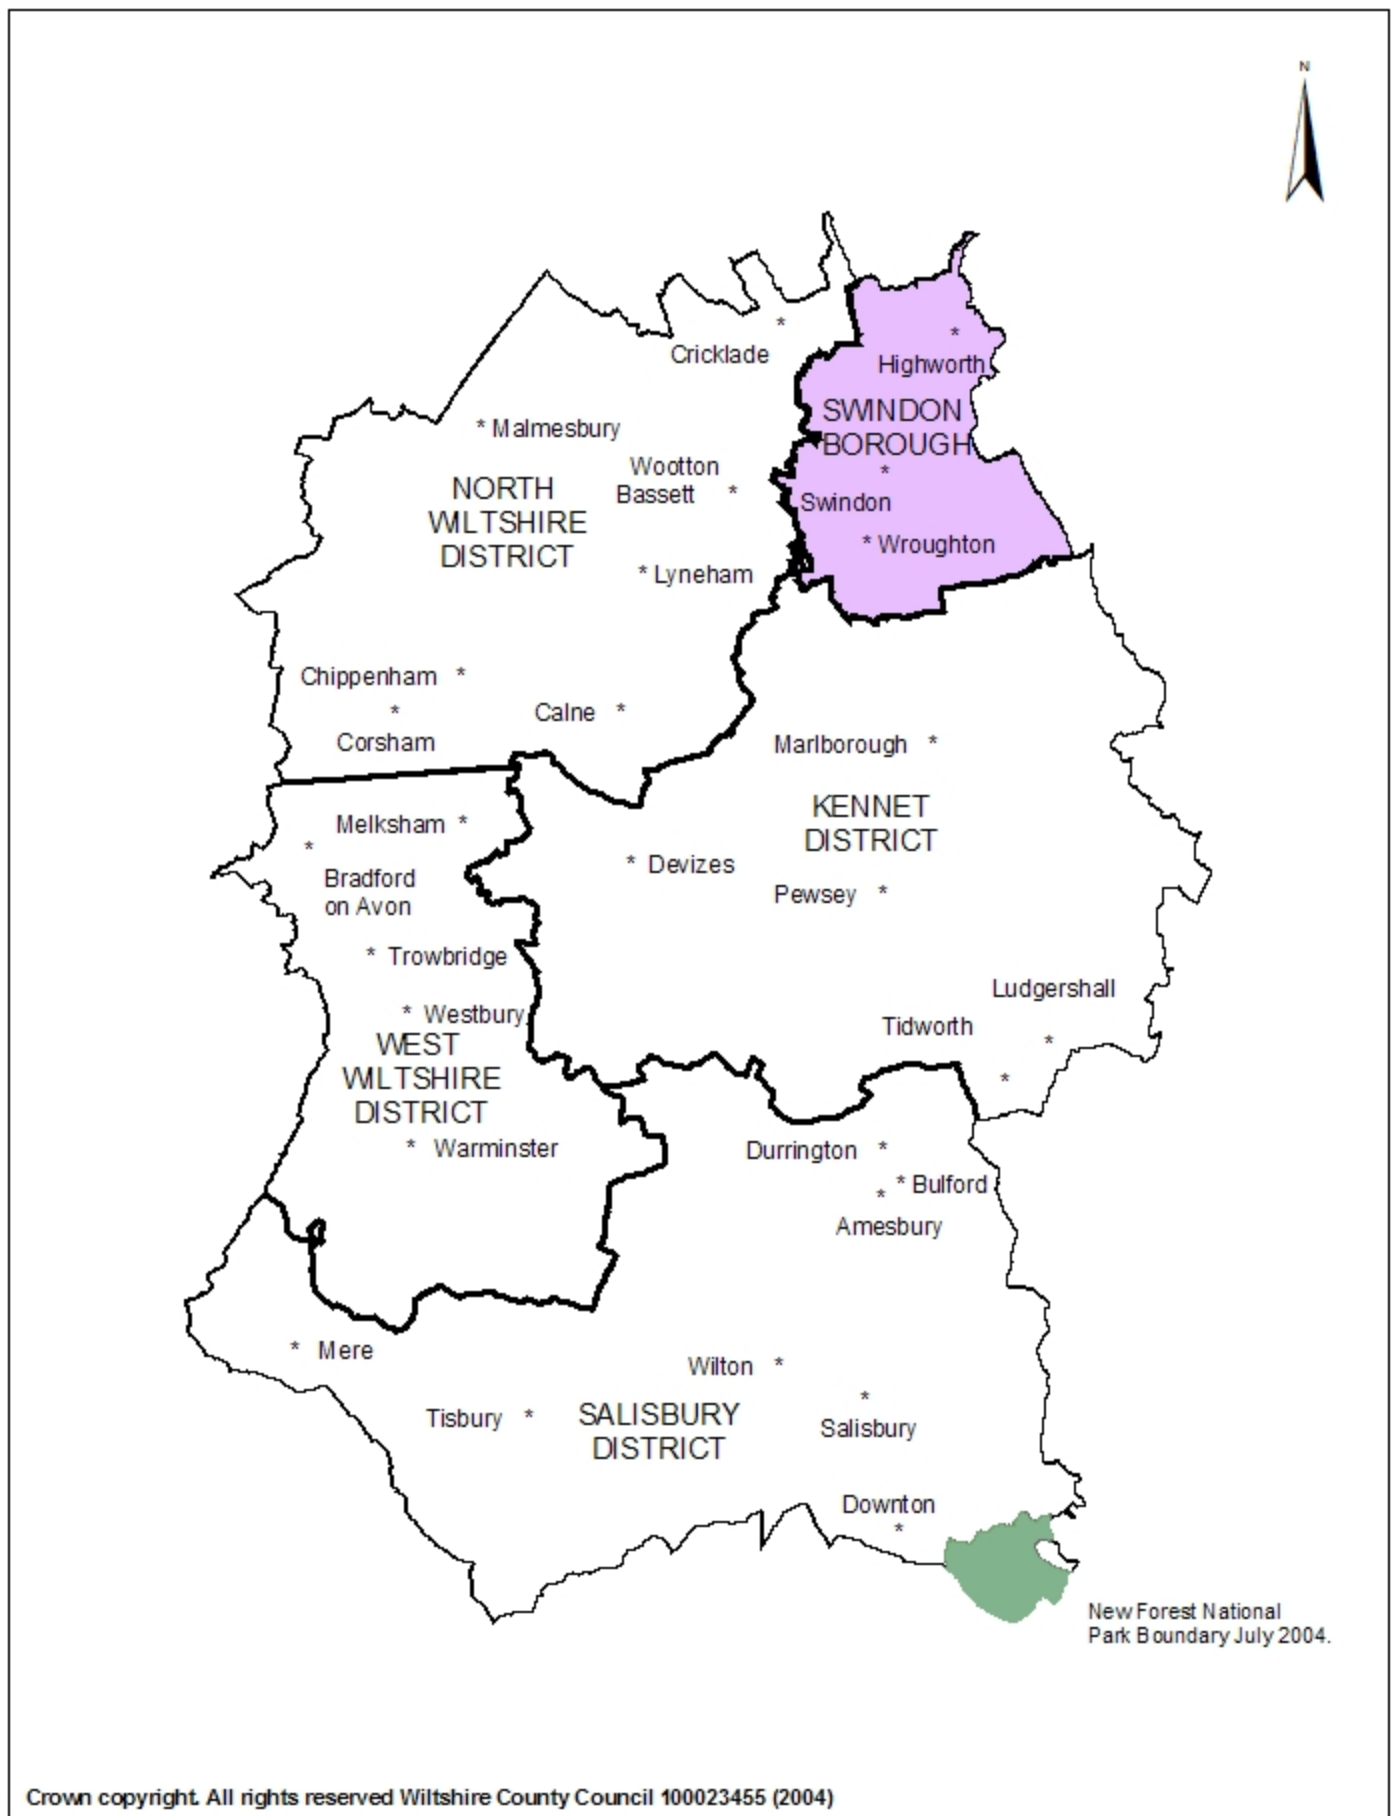 N
Cricklade
Highworth
SWINDON
BOROUGH
* Malmesbury
Wootton
Bassett *
NORTH
WILTSHIRE
DISTRICT
Swindon
* Wroughton
* Lyneham
Chippenham *
Calne *
Corsham
Marlborough *
KENNET
DISTRICT
Melksham *
* Devizes
Bradford
on Avon
Pewsey *
* Trowbridge
Ludgershall
* Westbury
Tidworth
WEST
WILTSHIRE
DISTRICT
* Warminster
Durrington *
* Bulford
Amesbury
* Mere
Wilton *
Tisbury *
SALISBURY
DISTRICT
Salisbury
Downton
New Forest National
Park Boundary July 2004.
Crown copyright. All rights reserved Wiltshire County Council 100023455 (2004)